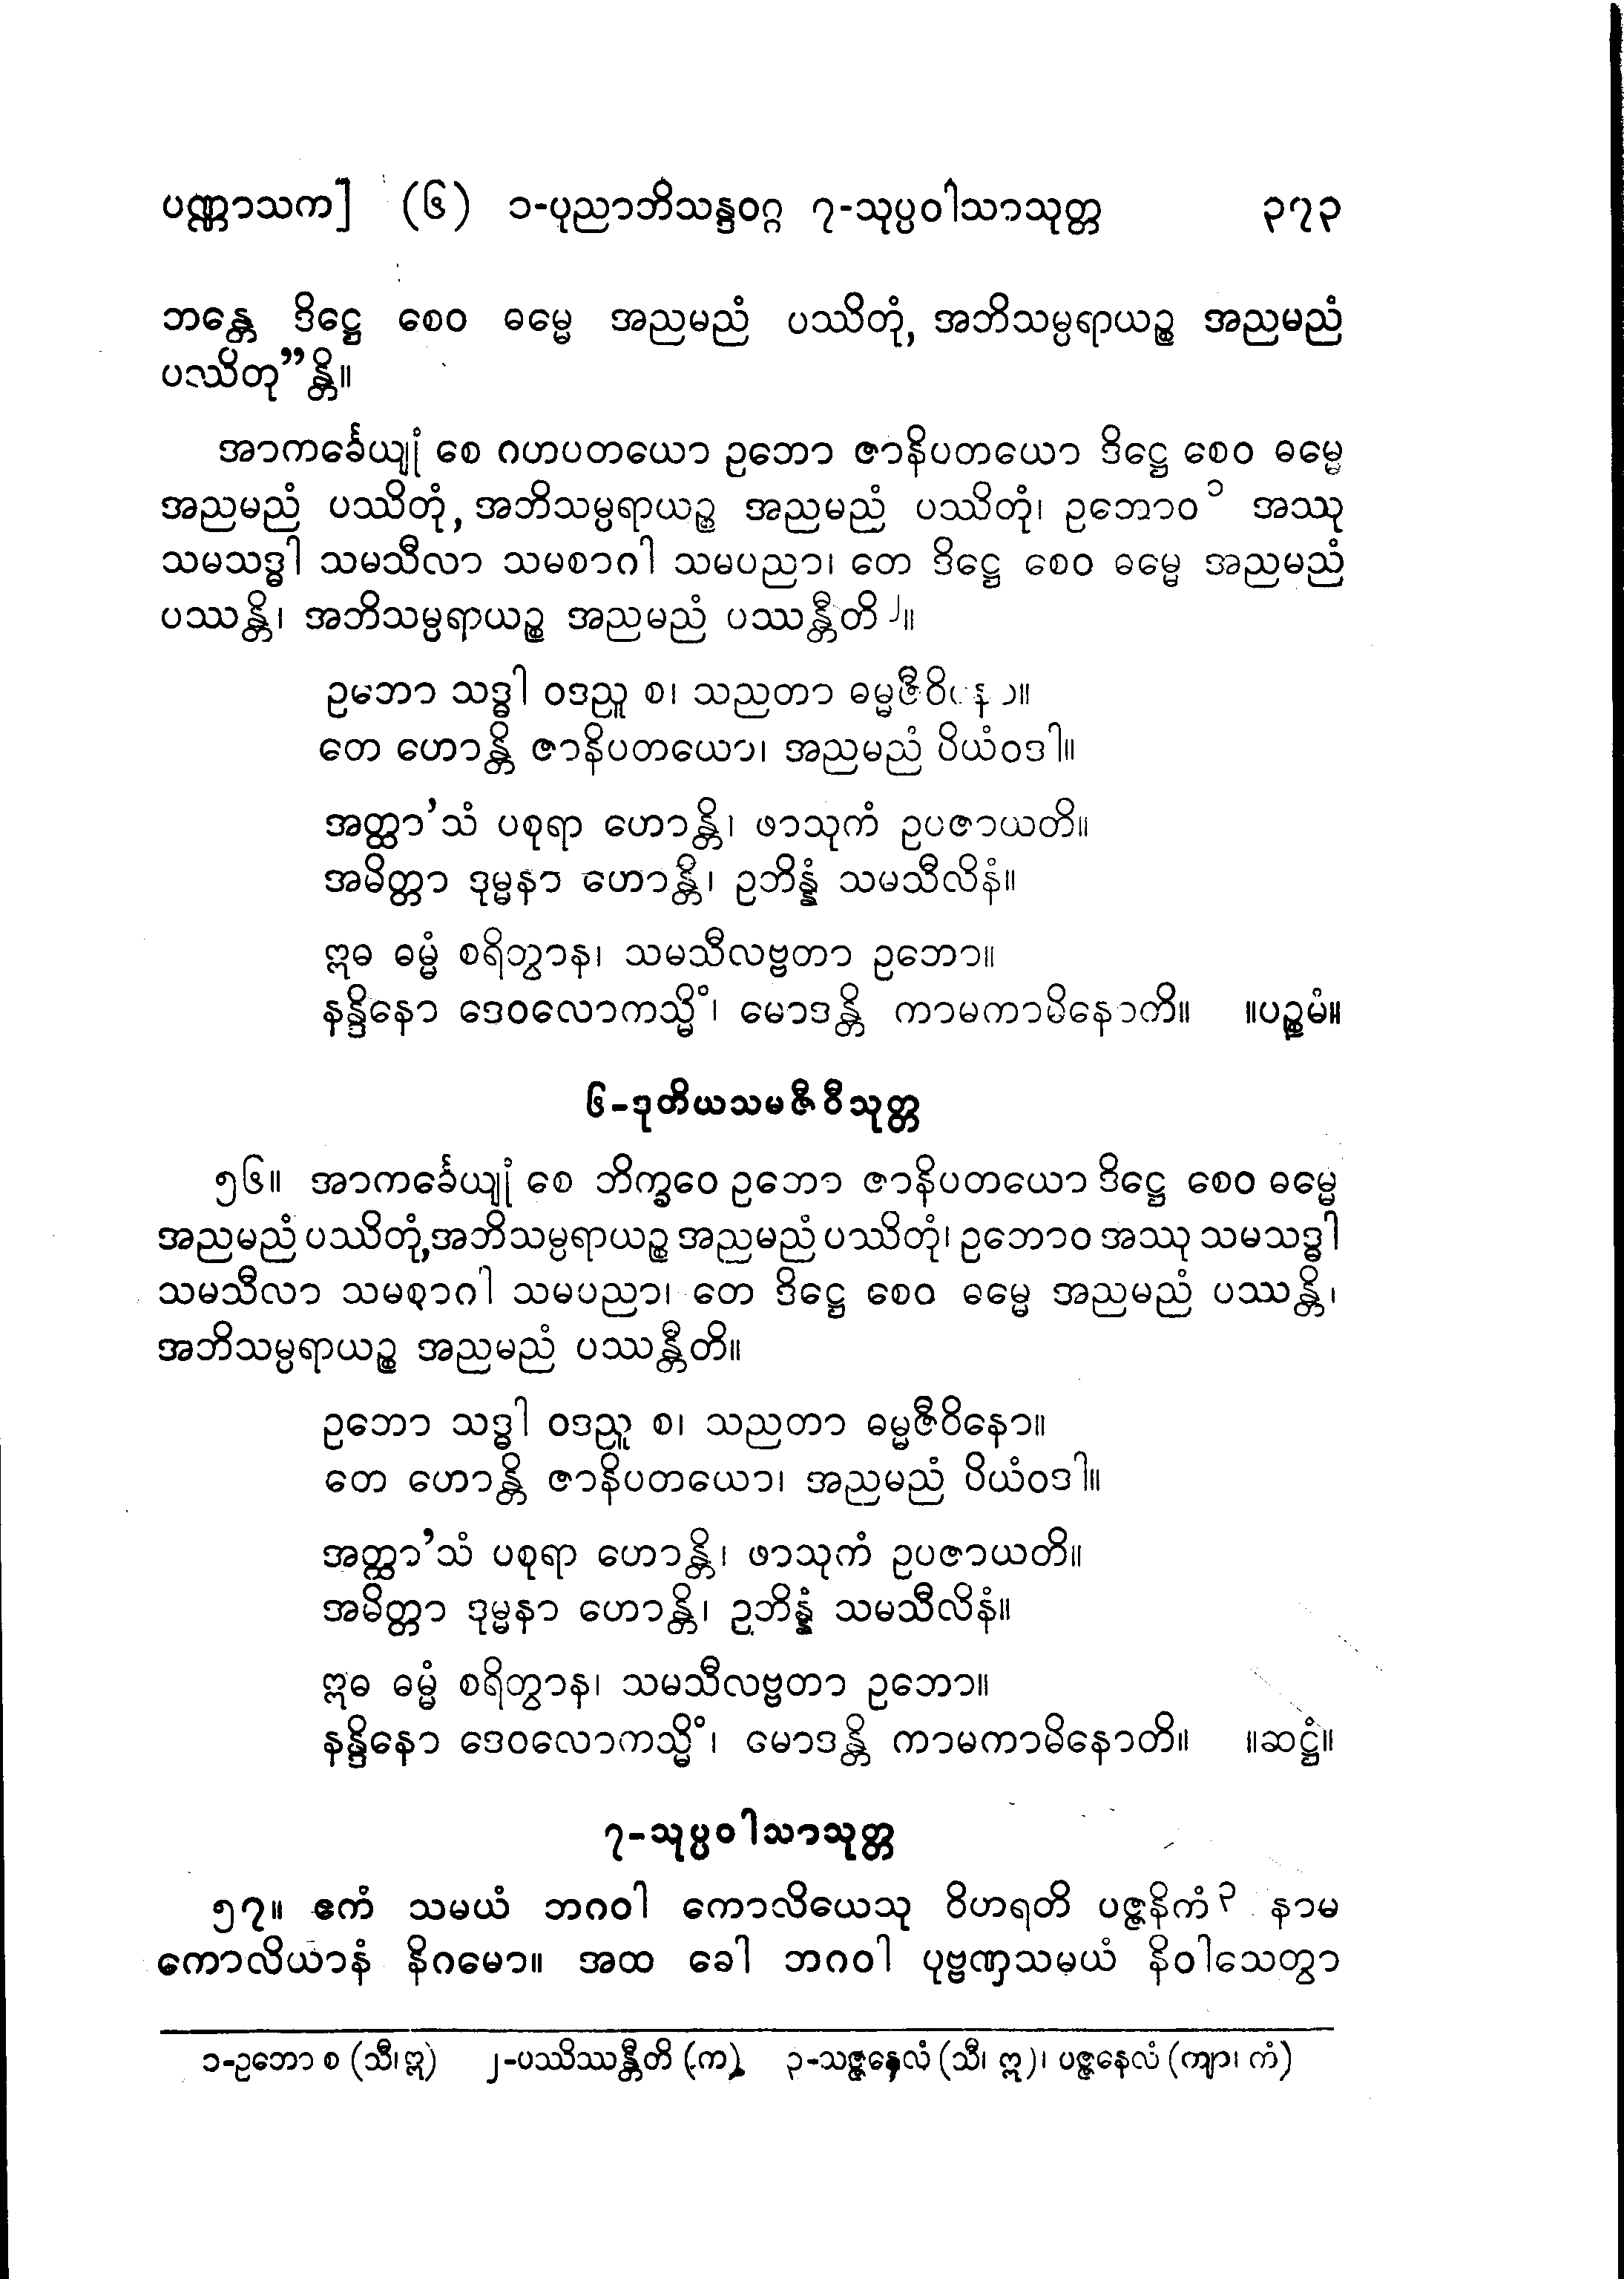 ပဏ္ဏာသက] (၆) ၁-ပုညာဘိသန္ဒဝဂ္ဂ ၇-သုပ္ပဝါသာသုတ္တ ၃၇၃
ဘန္တေ ဒိဋ္ဌေ စေဝ ဓမ္မေ အညမညံ ပဿိတုံ, အဘိသမ္ပရာယဉ္စ အညမညံ
ပဿိတု”န္တိ။
အာကင်္ခေယျုံ စေ ဂဟပတယော ဥဘော ဇာနိပတယော ဒိဋ္ဌေ စေဝ ဓမ္မေ
အညမညံ ပဿိတုံ, အဘိသမ္ပရာယဉ္စ အညမညံ ပဿိတုံ၊ ဥဘောဝ ၁ အဿု
သမသဒ္ဓါ သမသီလာ သမစာဂါ သမပညာ၊ တေ ဒိဋ္ဌေ စေဝ ဓမ္မေ အညမညံ
ပဿန္တိ၊ အဘိသမ္ပရာယဉ္စ အညမညံ ပဿန္တီတိ ၂။
ဥဘော သဒ္ဓါ ဝဒညူ စ၊ သညတာ ဓမ္မဇီဝိနော။
တေ ဟောန္တိ ဇာနိပတယော၊ အညမညံ ပိယံဝဒါ။
အတ္ထာ’သံ ပစုရာ ဟောန္တိ၊ ဖာသုကံ ဥပဇာယတိ။
အမိတ္တာ ဒုမ္မနာ ဟောန္တိ၊ ဥဘိန္နံ သမသီလိနံ။
ဣဓ ဓမ္မံ စရိတွာန၊ သမသီလဗ္ဗတာ ဥဘော။
နန္ဒိနော ဒေဝလောကသ္မိံ၊ မောဒန္တိ ကာမကာမိနောကိ။ ။ပဉ္စမံ။
၆-ဒုတိယသမဇီဝီသုတ္တ
၅၆။ အာကင်္ခေယျုံ စေ ဘိက္ခဝေ ဥဘော ဇာနိပတယော ဒိဋ္ဌေ စေဝ ဓမ္မေ
အညမညံ ပဿိတုံ,အဘိသမ္ပရာယဉ္စ အညမညံ ပဿိတုံ၊ ဥဘောဝ အဿု သမသဒ္ဓါ
သမသီလာ သမစာဂါ သမပညာ၊ တေ ဒိဋ္ဌေ စေဝ ဓမ္မေ အညမညံ ပဿန္တိ၊
အဘိသမ္ပရာယဉ္စ အညမညံ ပဿန္တီတိ။
ဥဘော သဒ္ဓါ ဝဒညူ စ၊ သညတာ ဓမ္မဇီဝိနော။
တေ ဟောန္တိ ဇာနိပတယော၊ အညမညံ ပိယံဝဒါ။
အတ္ထာ’သံ ပစုရာ ဟောန္တိ၊ ဖာသုကံ ဥပဇာယတိ။
အမိတ္တာ ဒုမ္မနာ ဟောန္တိ၊ ဥဘိန္နံ သမသီလိနံ။
ဣဓ ဓမ္မံ စရိတွာန၊ သမသီလဗ္ဗတာ ဥဘော။
နန္ဒိနော ဒေဝလောကသ္မိံ၊ မောဒန္တိ ကာမကာမိနောတိ။ ။ဆဋ္ဌံ။
၇-သုပ္ပဝါသာသုတ္တ
၅၇။ ဧကံ သမယံ ဘဂဝါ ကောလိယေသု ဝိဟရတိ ပဇ္ဇနိကံ ၃ နာမ
ကောလိယာနံ နိဂမော။ အထ ခေါ ဘဂဝါ ပုဗ္ဗဏှသမယံ နိဝါသေတွာ
၁-ဥဘော စ (သီ၊ ဣ) ၂-ပဿိဿန္တီတိ (က) ၃-သဇ္ဇနေလံ (သီ၊ ဣ)၊ ပဇ္ဇနေလံ (ကျာ၊ ကံ)